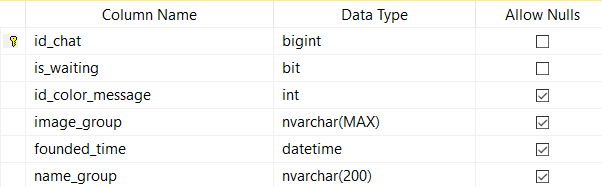 Column Name Data Type Allow Nulls
id_chat bigint
is_waiting bit
id_color_message int
image_group nvarchar(MAX)
founded_time datetime
name_group nvarchar(200)